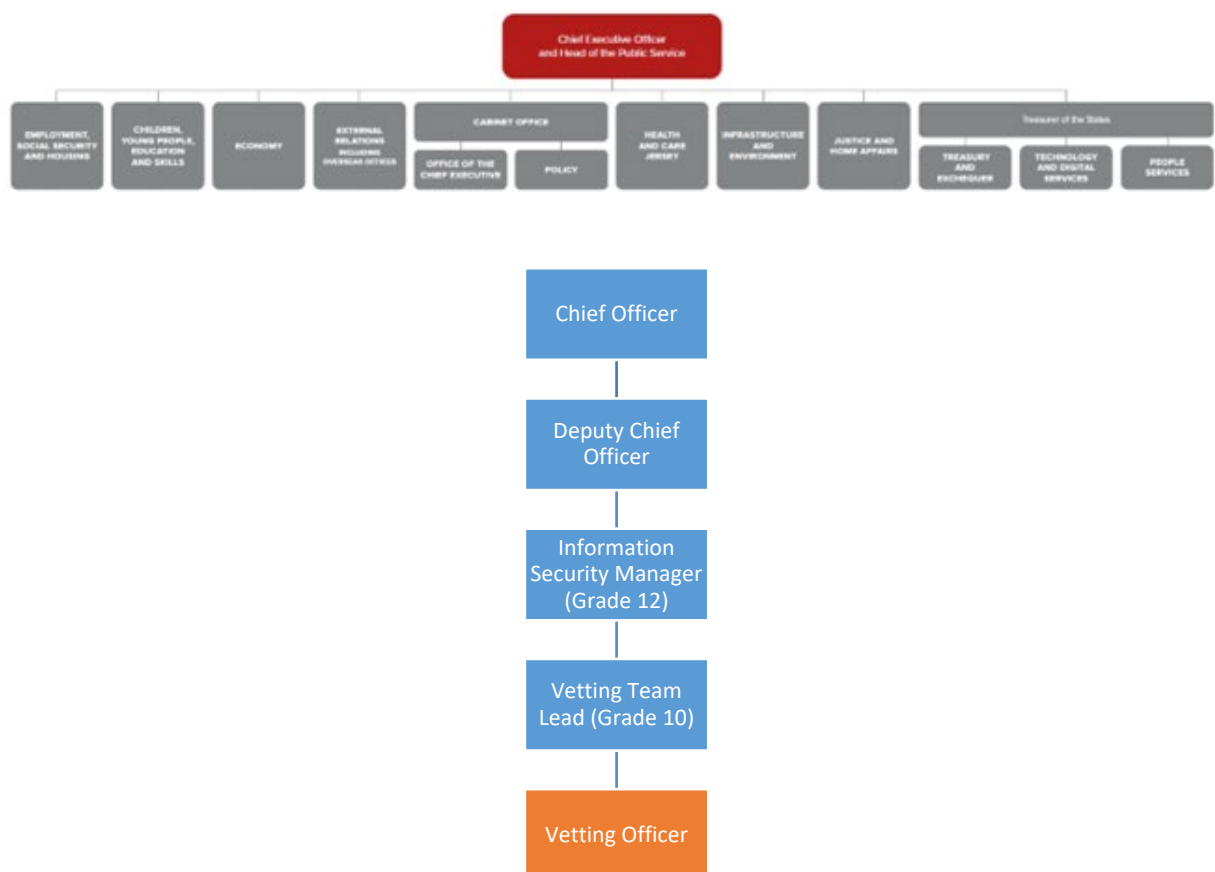 Chief Executive Officer
and Head of the Public Service
EMPLOYMENT,
SOCIAL SECURITY
AND HOUSING
CHILDREN,
YOUNG PEOPLE,
EDUCATION
AND SKILLS
ECONOMY
EXTERNAL
RELATIONS
INCLUDING
OVERSEAS OFFICES
CABINET OFFICE
OFFICE OF THE
CHIEF EXECUTIVE
POLICY
HEALTH
AND CARE
JERSEY
INFRASTRUCTURE
AND
ENVIRONMENT
JUSTICE AND
HOME AFFAIRS
Treasurer of the States
TREASURY
AND
EXCHEQUER
TECHNOLOGY
AND DIGITAL
SERVICES
PEOPLE
SERVICES
Chief Officer
Deputy Chief
Officer
Information
Security Manager
(Grade 12)
Vetting Team
Lead (Grade 10)
Vetting Officer